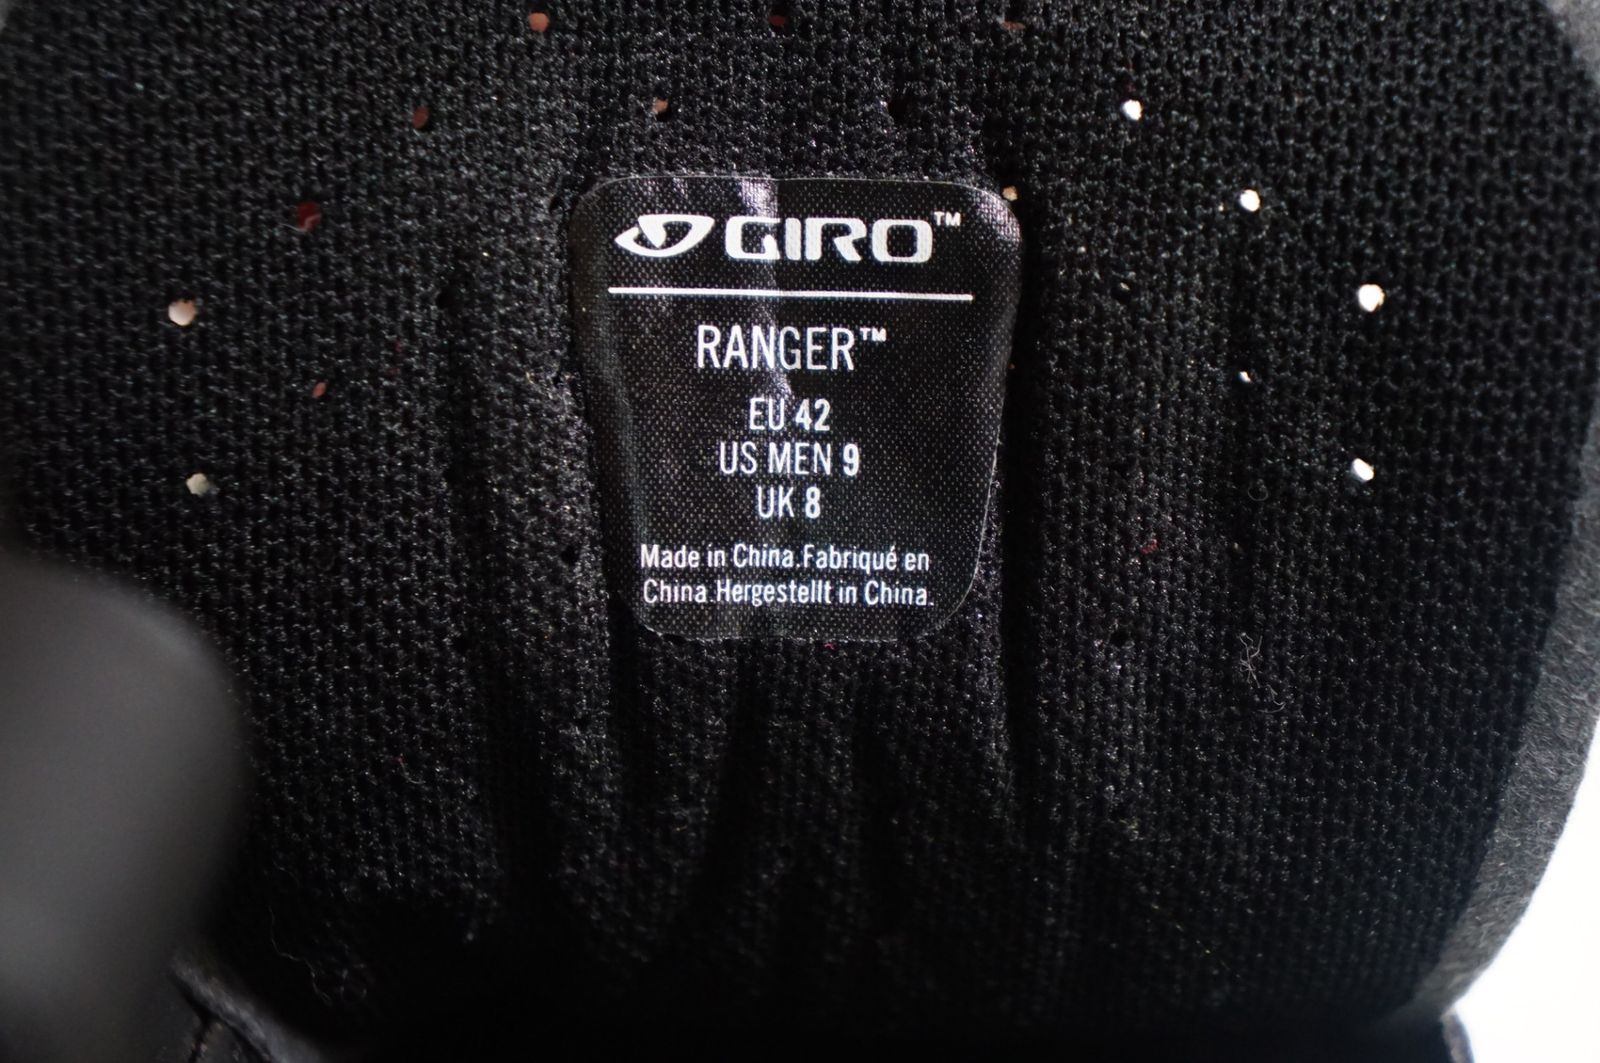 GIRO™
RANGER™
EU 42
US MEN 9
UK 8
Made in China.Fabriqué en
China.Hergestellt in China.